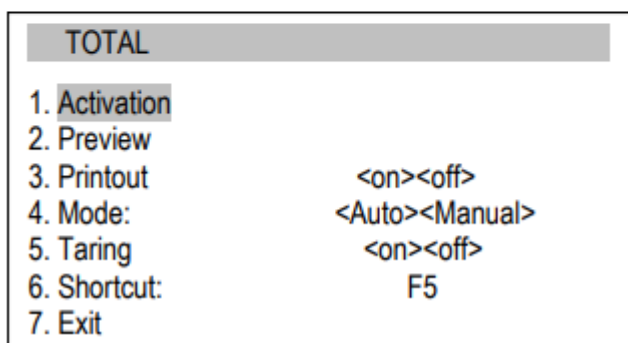 TOTAL
1. Activation
2. Preview
3. Printout <on><off>
4. Mode: <Auto><Manual>
5. Taring <on><off>
6. Shortcut: F5
7. Exit